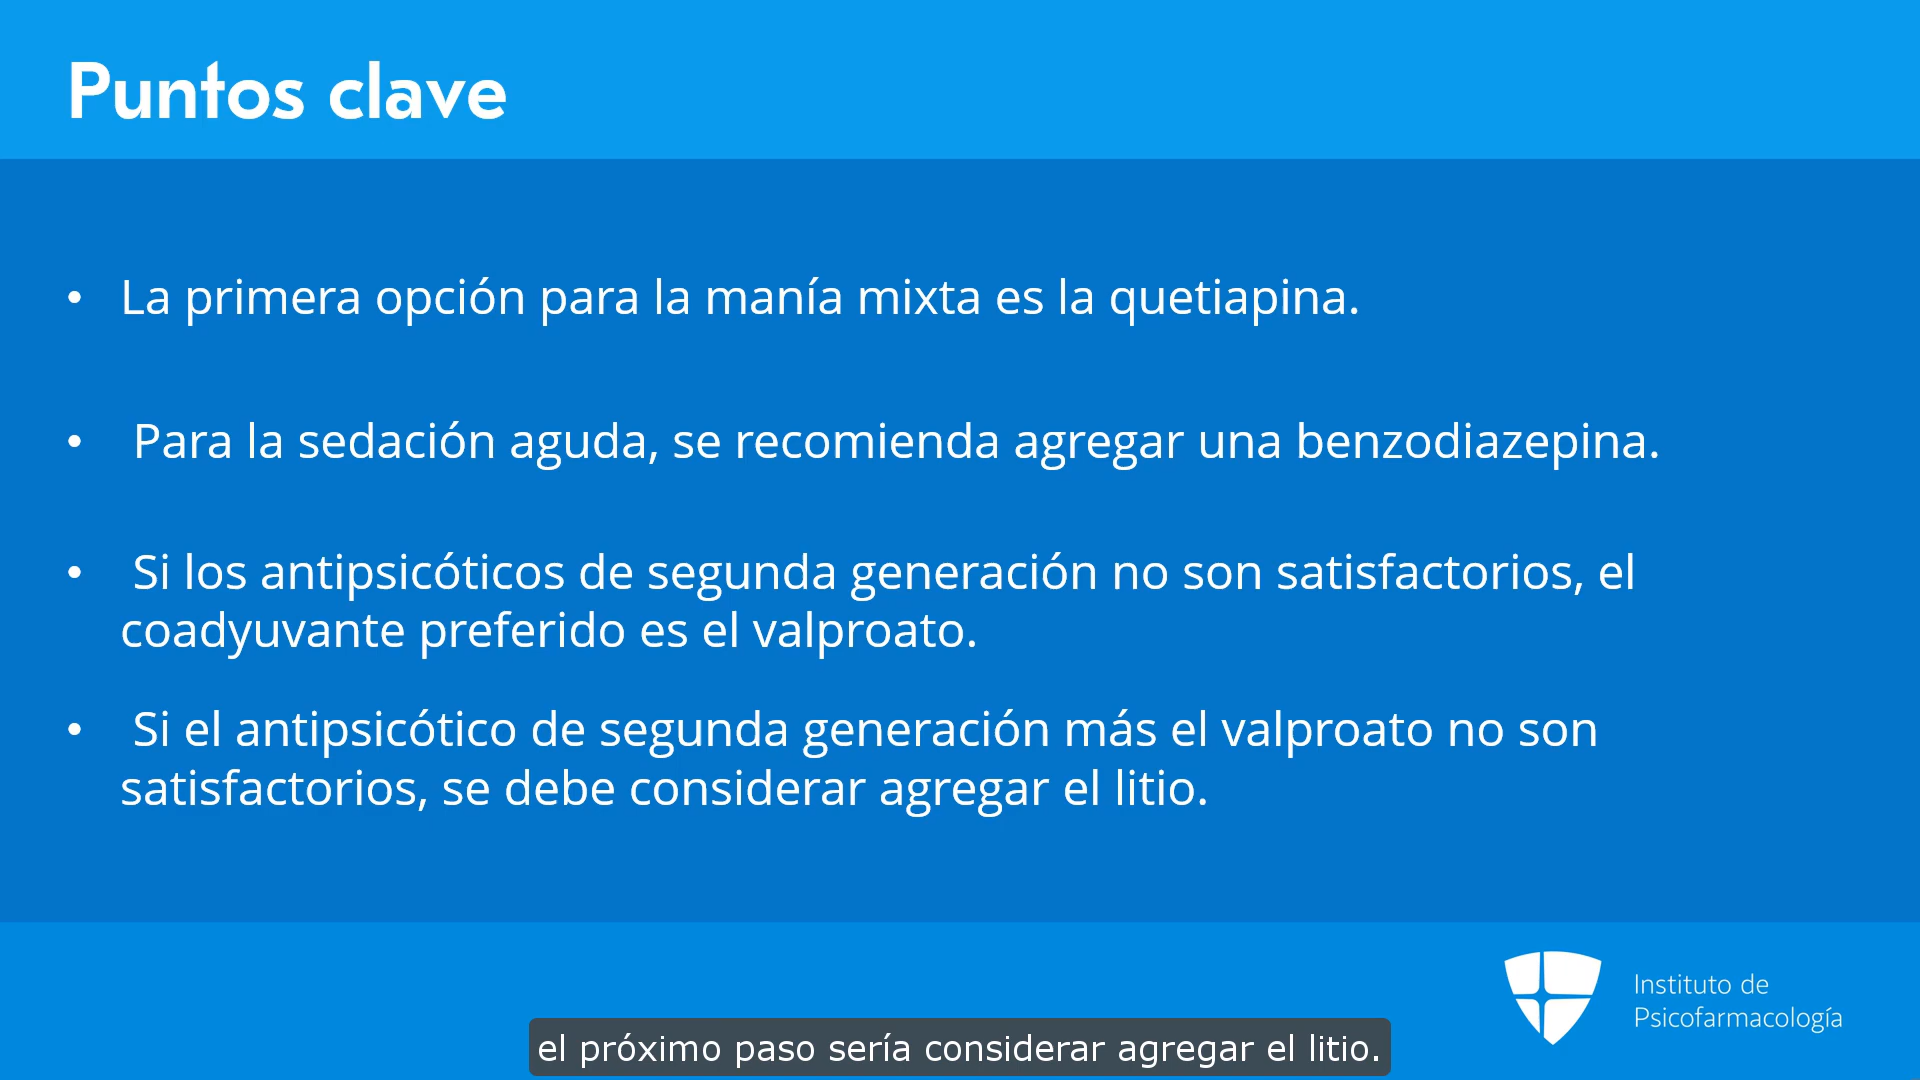 Puntos clave
• La primera opción para la manía mixta es la quetiapina.
• Para la sedación aguda, se recomienda agregar una benzodiazepina.
• Si los antipsicóticos de segunda generación no son satisfactorios, el
coadyuvante preferido es el valproato.
• Si el antipsicótico de segunda generación más el valproato no son
satisfactorios, se debe considerar agregar el litio.
Instituto de
Psicofarmacología
el próximo paso sería considerar agregar el litio.